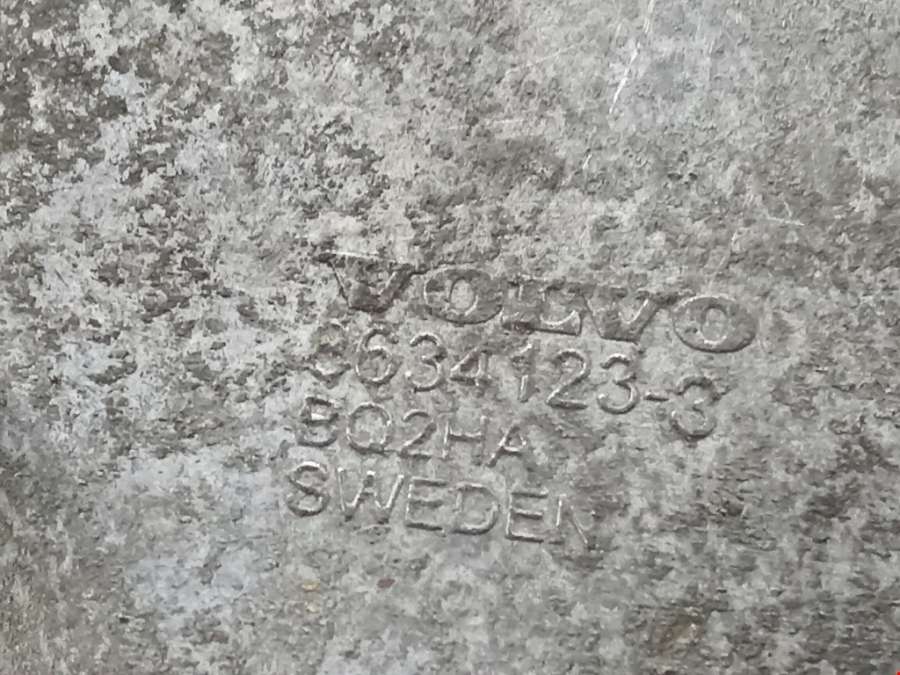 VOLVO
8634123-3
BQ2HA
SWEDEN